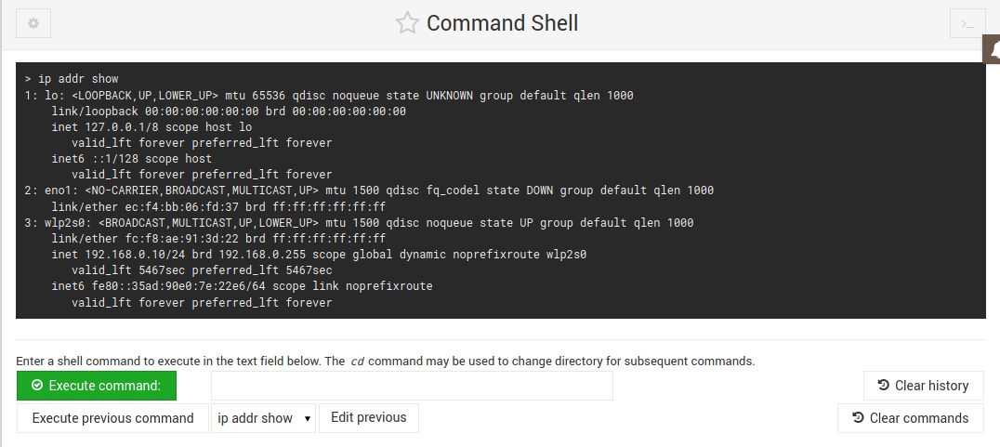 Command Shell
>_
> ip addr show
1: lo: <LOOPBACK,UP,LOWER_UP> mtu 65536 qdisc noqueue state UNKNOWN group default qlen 1000
link/loopback 00:00:00:00:00:00 brd 00:00:00:00:00:00
inet 127.0.0.1/8 scope host lo
valid_lft forever preferred_lft forever
inet6 ::1/128 scope host
valid_lft forever preferred_lft forever
2: eno1: <NO-CARRIER,BROADCAST,MULTICAST,UP> mtu 1500 qdisc fq_codel state DOWN group default qlen 1000
link/ether ec:f4:bb:06:fd:37 brd ff:ff:ff:ff:ff:ff
3: wlp2s0: <BROADCAST,MULTICAST,UP,LOWER_UP> mtu 1500 qdisc noqueue state UP group default qlen 1000
link/ether fc:f8:ae:91:3d:22 brd ff:ff:ff:ff:ff:ff
inet 192.168.0.10/24 brd 192.168.0.255 scope global dynamic noprefixroute wlp2s0
valid_lft 5467sec preferred_lft 5467sec
inet6 fe80::35ad:90e0:7e:22e6/64 scope link noprefixroute
valid_lft forever preferred_lft forever
Enter a shell command to execute in the text field below. The cd command may be used to change directory for subsequent commands.
Execute command: Clear history
Execute previous command ip addr show Edit previous Clear commands